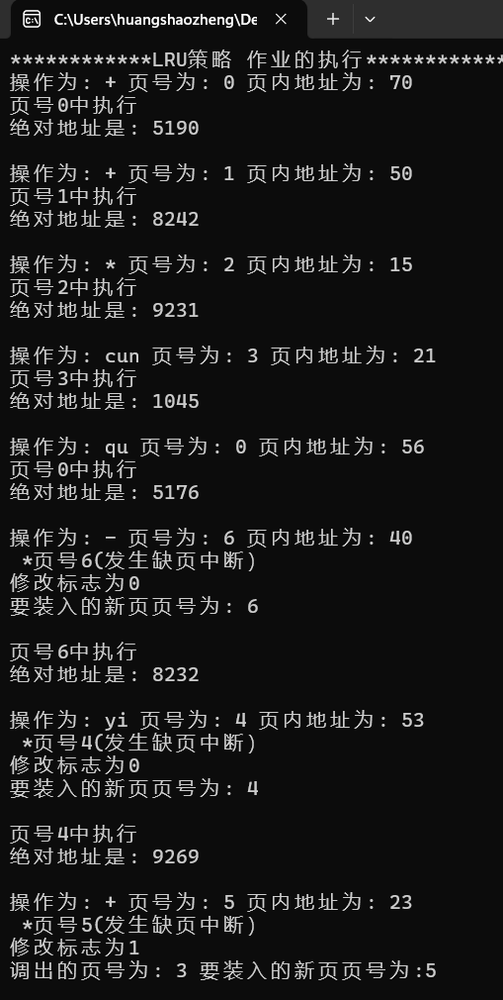 C:\Users\huangshaozheng\De
************LRU策略 作业的执行************
操作为: + 页号为: 0 页内地址为: 70
页号0中执行
绝对地址是: 5190
操作为: + 页号为: 1 页内地址为: 50
页号1中执行
绝对地址是: 8242
操作为: * 页号为: 2 页内地址为: 15
页号2中执行
绝对地址是: 9231
操作为: cun 页号为: 3 页内地址为: 21
页号3中执行
绝对地址是: 1045
操作为: qu 页号为: 0 页内地址为: 56
页号0中执行
绝对地址是: 5176
操作为: - 页号为: 6 页内地址为: 40
*页号6(发生缺页中断)
修改标志为0
要装入的新页页号为: 6
页号6中执行
绝对地址是: 8232
操作为: yi 页号为: 4 页内地址为: 53
*页号4(发生缺页中断)
修改标志为0
要装入的新页页号为: 4
页号4中执行
绝对地址是: 9269
操作为: + 页号为: 5 页内地址为: 23
*页号5(发生缺页中断)
修改标志为1
调出的页号为: 3 要装入的新页页号为:5